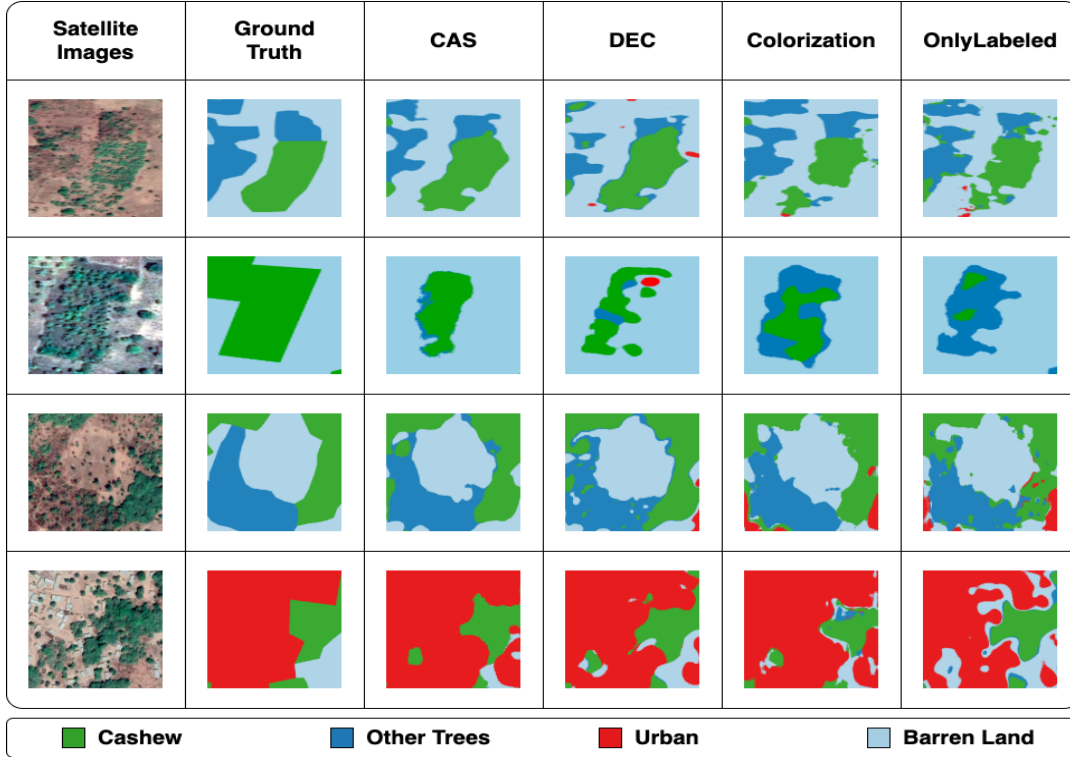 Satellite
Images
Ground
Truth
CAS
DEC
Colorization
OnlyLabeled
Cashew
Other Trees
Urban
Barren Land